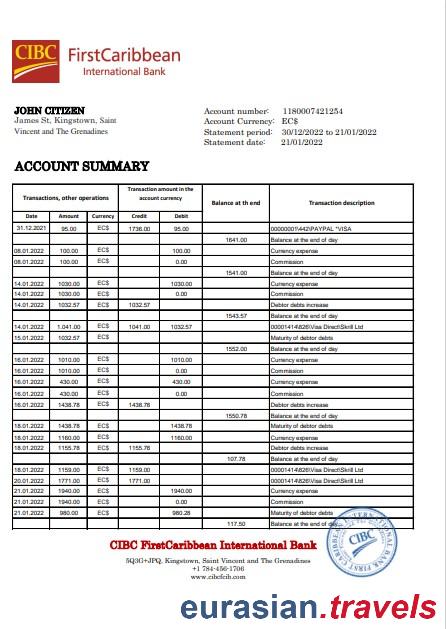 CIBC FirstCaribbean
International Bank
JOHN CITIZEN
James St, Kingstown, Saint
Vincent and The Grenadines
Account number: 1180007421254
Account Currency: EC$
Statement period: 30/12/2022 to 21/01/2022
Statement date: 21/01/2022
ACCOUNT SUMMARY
Transactions, other operations Transaction amount in the account currency Balance at th end Transaction description
Date Amount Currency Credit Debit
31.12.2021 95.00 EC$ 1736.00 95.00 00000001\442\PAYPAL *VISA
1641.00 Balance at the end of day
08.01.2022 100.00 EC$ 100.00 Currency expense
08.01.2022 100.00 EC$ 0.00 Commission
1541.00 Balance at the end of day
14.01.2022 1030.00 EC$ 1030.00 Currency expense
14.01.2022 1030.00 EC$ 0.00 Commission
14.01.2022 1032.57 EC$ 1032.57 Debtor debts increase
1543.57 Balance at the end of day
14.01.2022 1.041.00 EC$ 1041.00 1032.57 00001414\826\Visa Direct\Skrill Ltd
15.01.2022 1032.57 EC$ Maturity of debtor debts
1552.00 Balance at the end of day
16.01.2022 1010.00 EC$ 1010.00 Currency expense
16.01.2022 1010.00 EC$ 0.00 Commission
16.01.2022 430.00 EC$ 430.00 Currency expense
16.01.2022 430.00 EC$ 0.00 Commission
16.01.2022 1438.78 EC$ 1438.78 Debtor debts increase
1550.78 Balance at the end of day
18.01.2022 1438.78 EC$ 1438.78 Maturity of debtor debts
18.01.2022 1160.00 EC$ 1160.00 Currency expense
18.01.2022 1155.78 EC$ 1155.78 Debtor debts increase
107.78 Balance at the end of day
18.01.2022 1159.00 EC$ 1159.00 00001414\826\Visa Direct\Skrill Ltd
20.01.2022 1771.00 EC$ 1771.00 00001414\826\Visa Direct\Skrill Ltd
21.01.2022 1940.00 EC$ 1940.00 Currency expense
21.01.2022 1940.00 EC$ 0.00 Commission
21.01.2022 980.00 EC$ 980.28 Maturity of debtor debts
117.50 Balance at the end of day
CIBC FirstCaribbean International Bank
5Q3G+JPQ, Kingstown, Saint Vincent and The Grenadines
+1 784-456-1706
www.cibcfcib.com
CIBC
eurasian.travels